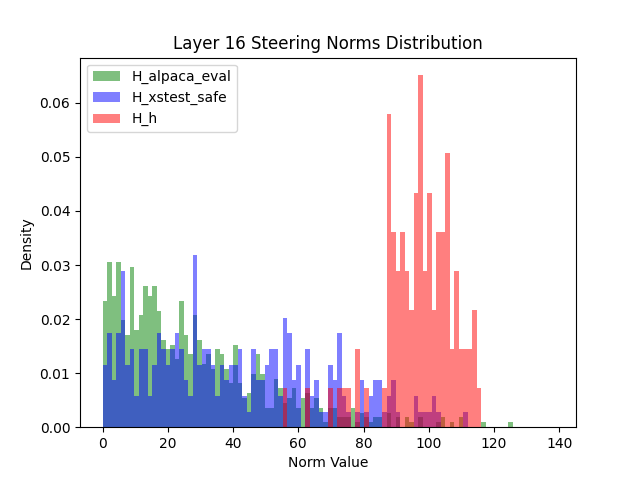 Layer 16 Steering Norms Distribution
H_alpaca_eval
H_xstest_safe
H_h
0.06
0.05
0.04
0.03
0.02
0.01
0.00
Density
0 20 40 60 80 100 120 140
Norm Value